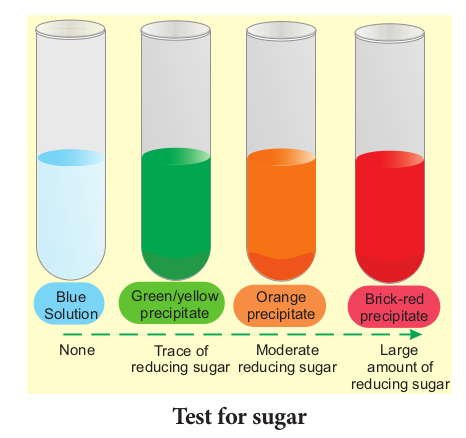 Blue
Solution
Green/yellow
precipitate
Orange
precipitate
Brick-red
precipitate
None
Trace of
reducing sugar
Moderate
reducing sugar
Large
amount of
reducing sugar
Test for sugar